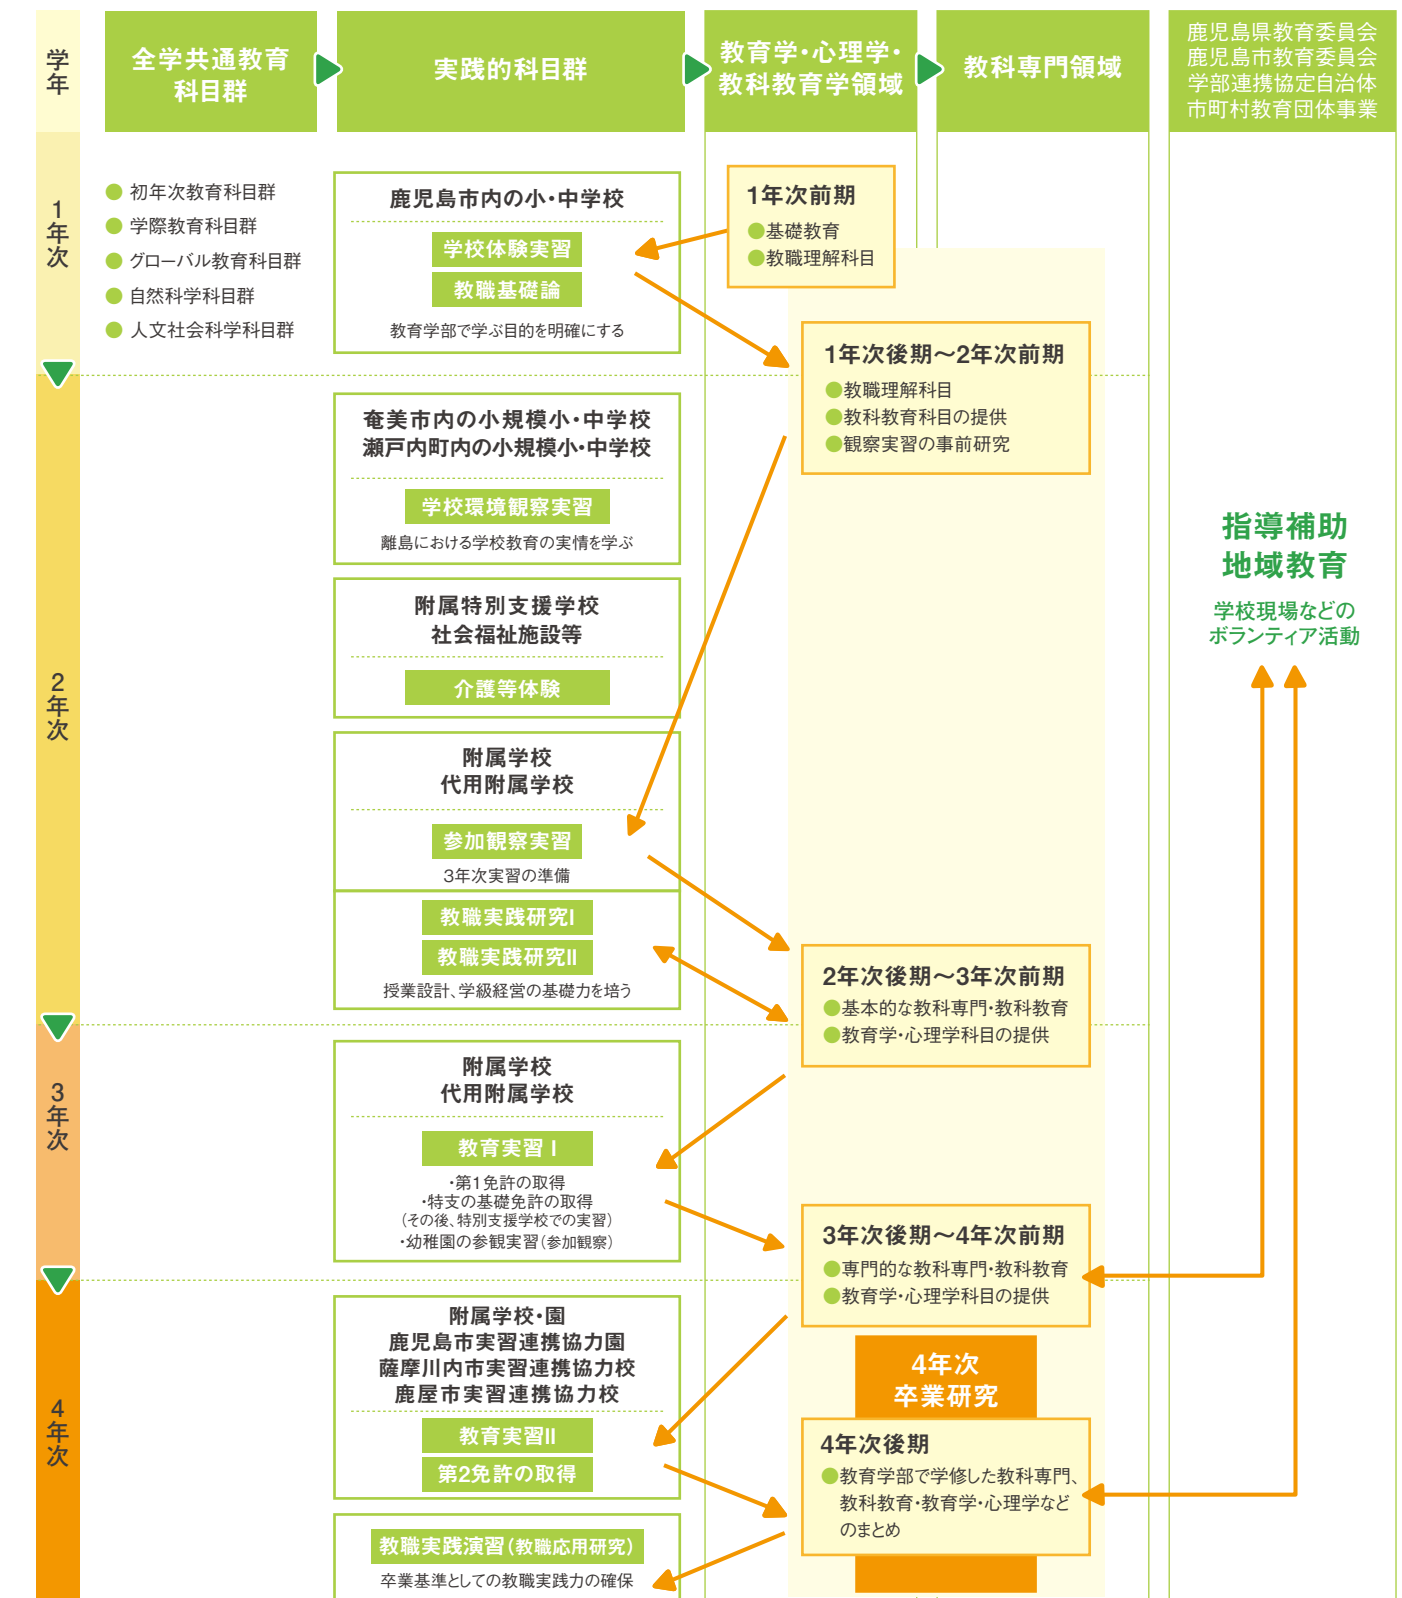 学年
全学共通教育
科目群
実践的科目群
教育学・心理学・
教科教育学領域
教科専門領域
鹿児島県教育委員会
鹿児島市教育委員会
学部連携協定自治体
市町村教育団体事業
1年次
●初年次教育科目群
●学際教育科目群
●グローバル教育科目群
●自然科学科目群
●人文社会科学科目群
鹿児島市内の小・中学校
学校体験実習
教職基礎論
教育学部で学ぶ目的を明確にする
1年次前期
●基礎教育
●教職理解科目
1年次後期～2年次前期
●教職理解科目
●教科教育科目の提供
●観察実習の事前研究
2年次
奄美市内の小規模小・中学校
瀬戸内町内の小規模小・中学校
学校環境観察実習
離島における学校教育の実情を学ぶ
附属特別支援学校
社会福祉施設等
介護等体験
附属学校
代用附属学校
参加観察実習
3年次実習の準備
教職実践研究I
教職実践研究II
授業設計、学級経営の基礎力を培う
2年次後期～3年次前期
●基本的な教科専門・教科教育
●教育学・心理学科目の提供
指導補助
地域教育
学校現場などの
ボランティア活動
3年次
附属学校
代用附属学校
教育実習 I
・第1免許の取得
・特支の基礎免許の取得
（その後、特別支援学校での実習）
・幼稚園の参観実習（参加観察）
3年次後期～4年次前期
●専門的な教科専門・教科教育
●教育学・心理学科目の提供
4年次
附属学校・園
鹿児島市実習連携協力園
薩摩川内市実習連携協力校
鹿屋市実習連携協力校
教育実習II
第2免許の取得
4年次
卒業研究
4年次後期
●教育学部で学修した教科専門、
教科教育・教育学・心理学など
のまとめ
教職実践演習（教職応用研究）
卒業基準としての教職実践力の確保